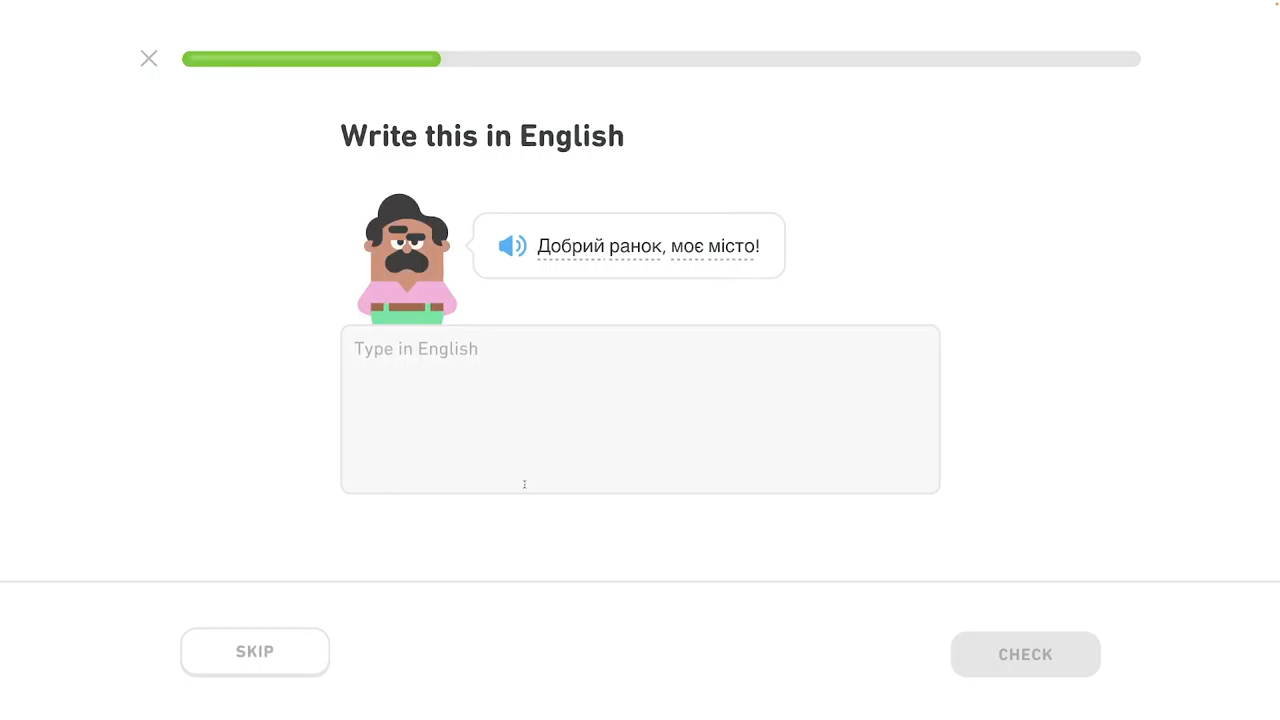 Write this in English
Добрий ранок, моє місто!
Type in English
SKIP
CHECK